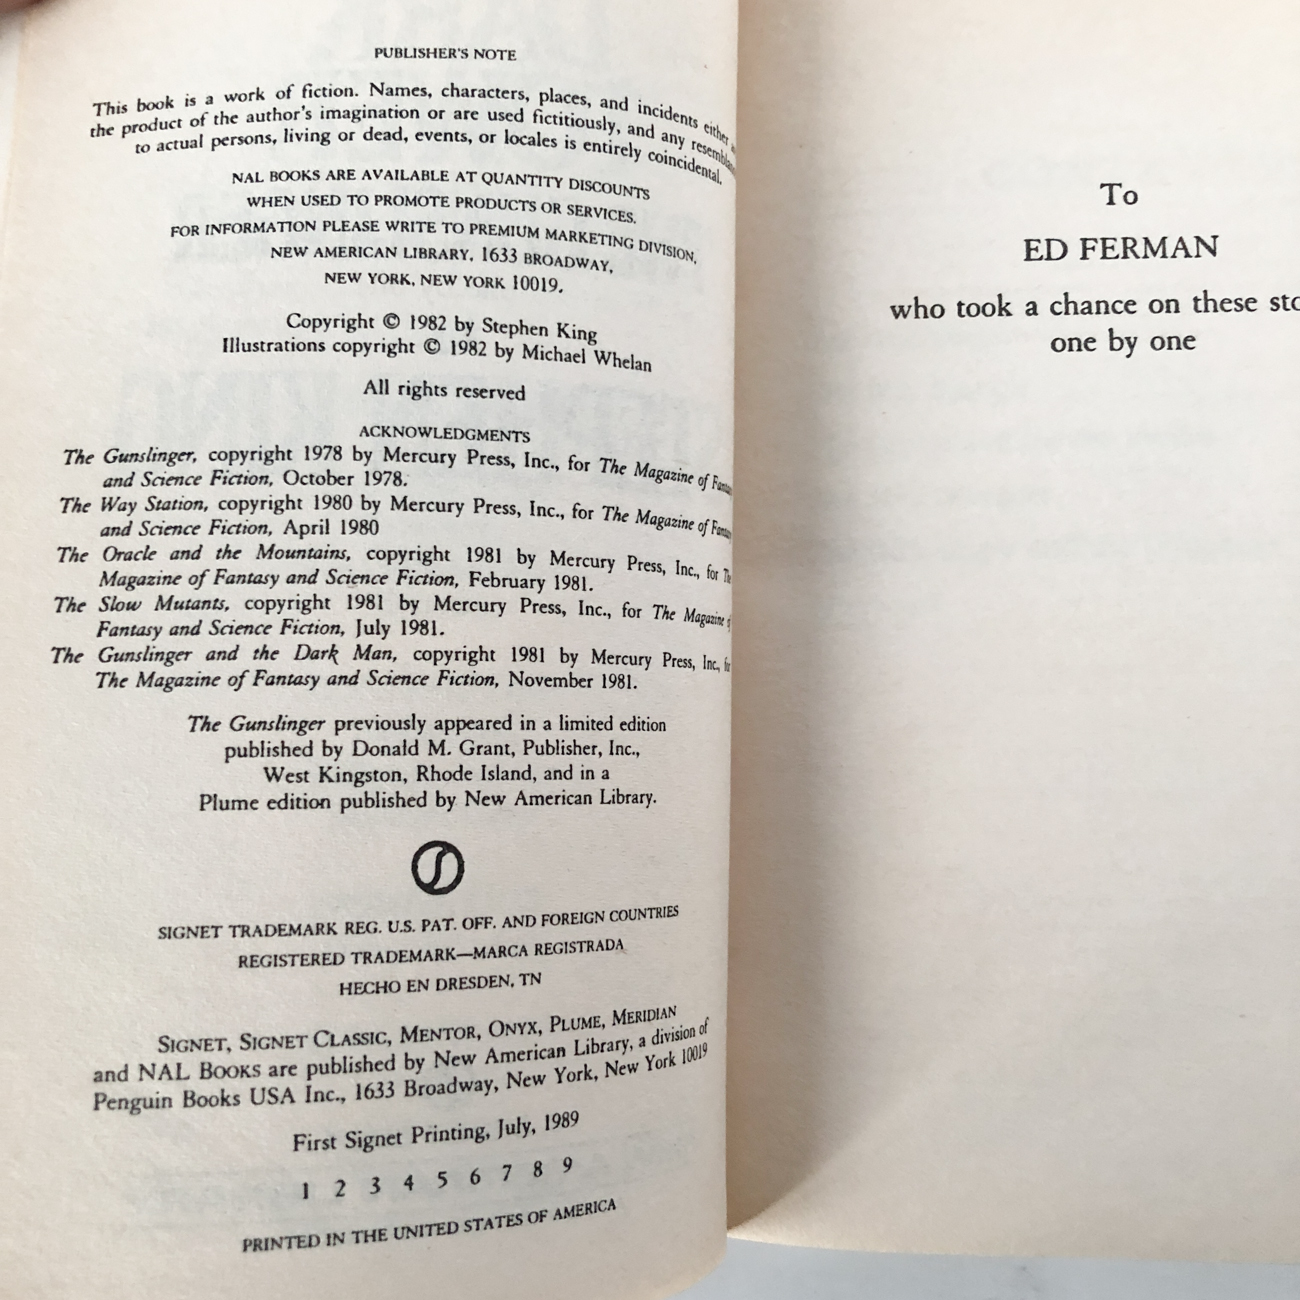 PUBLISHER'S NOTE
This book is a work of fiction. Names, characters, places, and incidents either
the product of the author's imagination or are used fictitiously, and any
to actual persons, living or dead, events, or locales is entirely coincidental.
NAL BOOKS ARE AVAILABLE AT QUANTITY DISCOUNTS
WHEN USED TO PROMOTE PRODUCTS OR SERVICES.
FOR INFORMATION PLEASE WRITE TO PREMIUM MARKETING DIVISION,
NEW AMERICAN LIBRARY, 1633 BROADWAY,
NEW YORK, NEW YORK 10019.
Copyright © 1982 by Stephen King
Illustrations copyright © 1982 by Michael Whelan
All rights reserved
ACKNOWLEDGMENTS
The Gunslinger, copyright 1978 by Mercury Press, Inc., for The Magazine of
and Science Fiction, October 1978.
The Way Station, copyright 1980 by Mercury Press, Inc., for The Magazine of
and Science Fiction, April 1980
The Oracle and the Mountains, copyright 1981 by Mercury Press, Inc., for The
Magazine of Fantasy and Science Fiction, February 1981.
The Slow Mutants, copyright 1981 by Mercury Press, Inc., for The Magazine of
Fantasy and Science Fiction, July 1981.
The Gunslinger and the Dark Man, copyright 1981 by Mercury Press, Inc., for
The Magazine of Fantasy and Science Fiction, November 1981.
The Gunslinger previously appeared in a limited edition
published by Donald M. Grant, Publisher, Inc.,
West Kingston, Rhode Island, and in a
Plume edition published by New American Library.
SIGNET TRADEMARK REG. U.S. PAT. OFF. AND FOREIGN COUNTRIES
REGISTERED TRADEMARK—MARCA REGISTRADA
HECHO EN DRESDEN, TN
SIGNET, SIGNET CLASSIC, MENTOR, ONYX, PLUME, MERIDIAN
and NAL BOOKS are published by New American Library, a division of
Penguin Books USA Inc., 1633 Broadway, New York, New York 10019
First Signet Printing, July, 1989
1 2 3 4 5 6 7 8 9
PRINTED IN THE UNITED STATES OF AMERICA
To
ED FERMAN
who took a chance on these
one by one